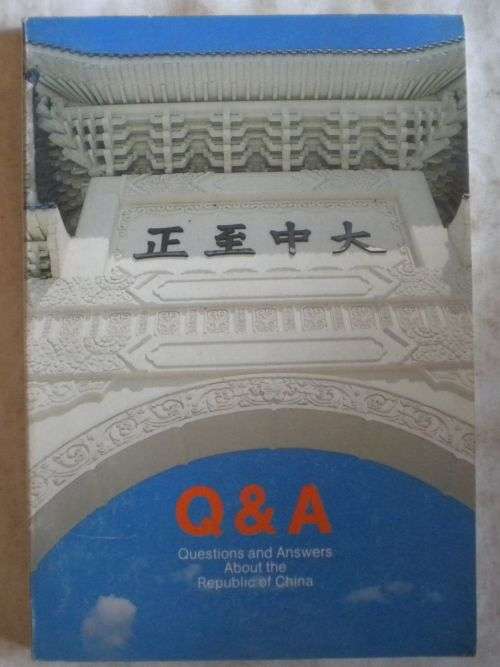 大中至正
Q & A
Questions and Answers
About the
Republic of China